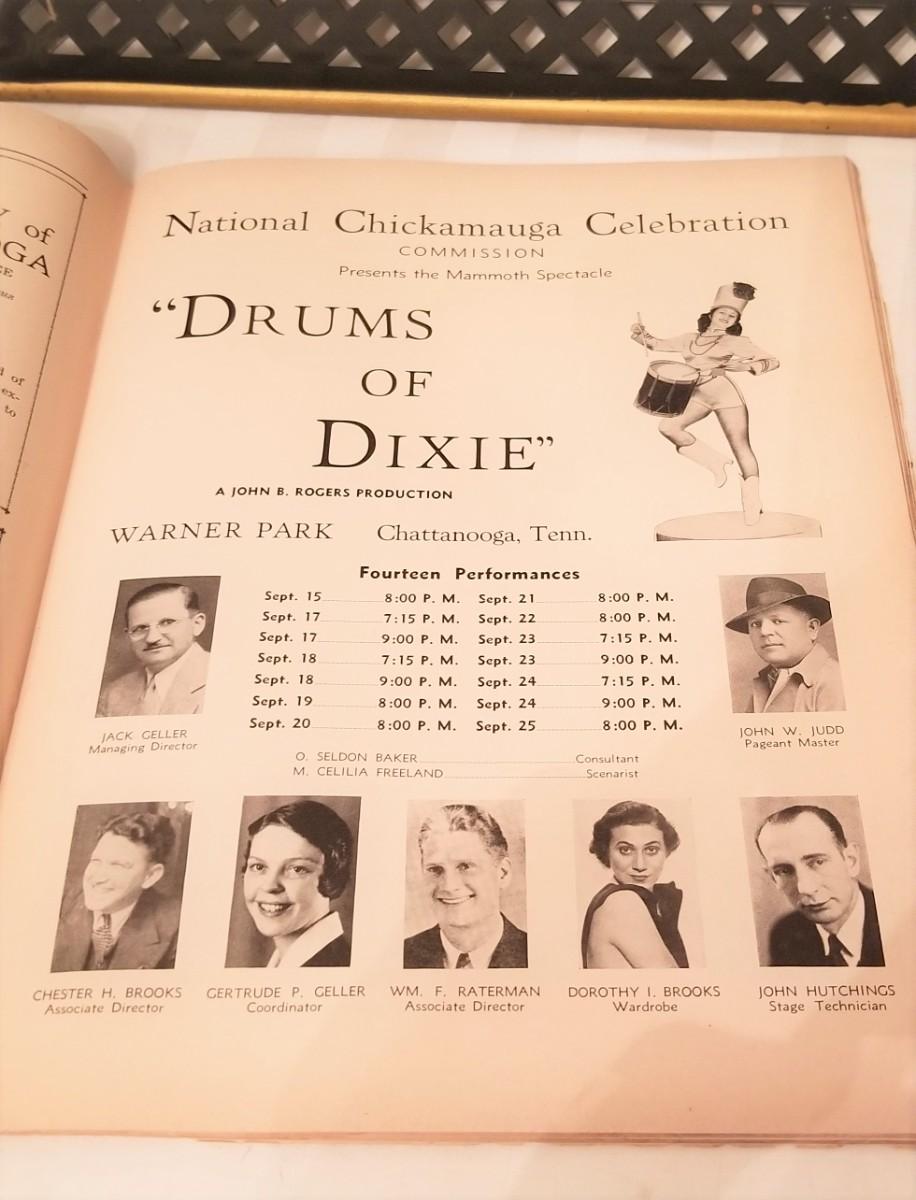 y of
OGA
of
ex-
to
National Chickamauga Celebration
COMMISSION
Presents the Mammoth Spectacle
"DRUMS
OF
DIXIE"
A JOHN B. ROGERS PRODUCTION
WARNER PARK Chattanooga, Tenn.
Fourteen Performances
Sept. 15 8:00 P. M. Sept. 21 8:00 P. M.
Sept. 17 7:15 P. M. Sept. 22 8:00 P. M.
Sept. 17 9:00 P. M. Sept. 23 7:15 P. M.
Sept. 18 7:15 P. M. Sept. 23 9:00 P. M.
Sept. 18 9:00 P. M. Sept. 24 7:15 P. M.
Sept. 19 8:00 P. M. Sept. 24 9:00 P. M.
Sept. 20 8:00 P. M. Sept. 25 8:00 P. M.
JACK GELLER
Managing Director
JOHN W. JUDD
Pageant Master
O. SELDON BAKER Consultant
M. CELILIA FREELAND Scenarist
CHESTER H. BROOKS
Associate Director
GERTRUDE P. GELLER
Coordinator
WM. F. RATERMAN
Associate Director
DOROTHY I. BROOKS
Wardrobe
JOHN HUTCHINGS
Stage Technician